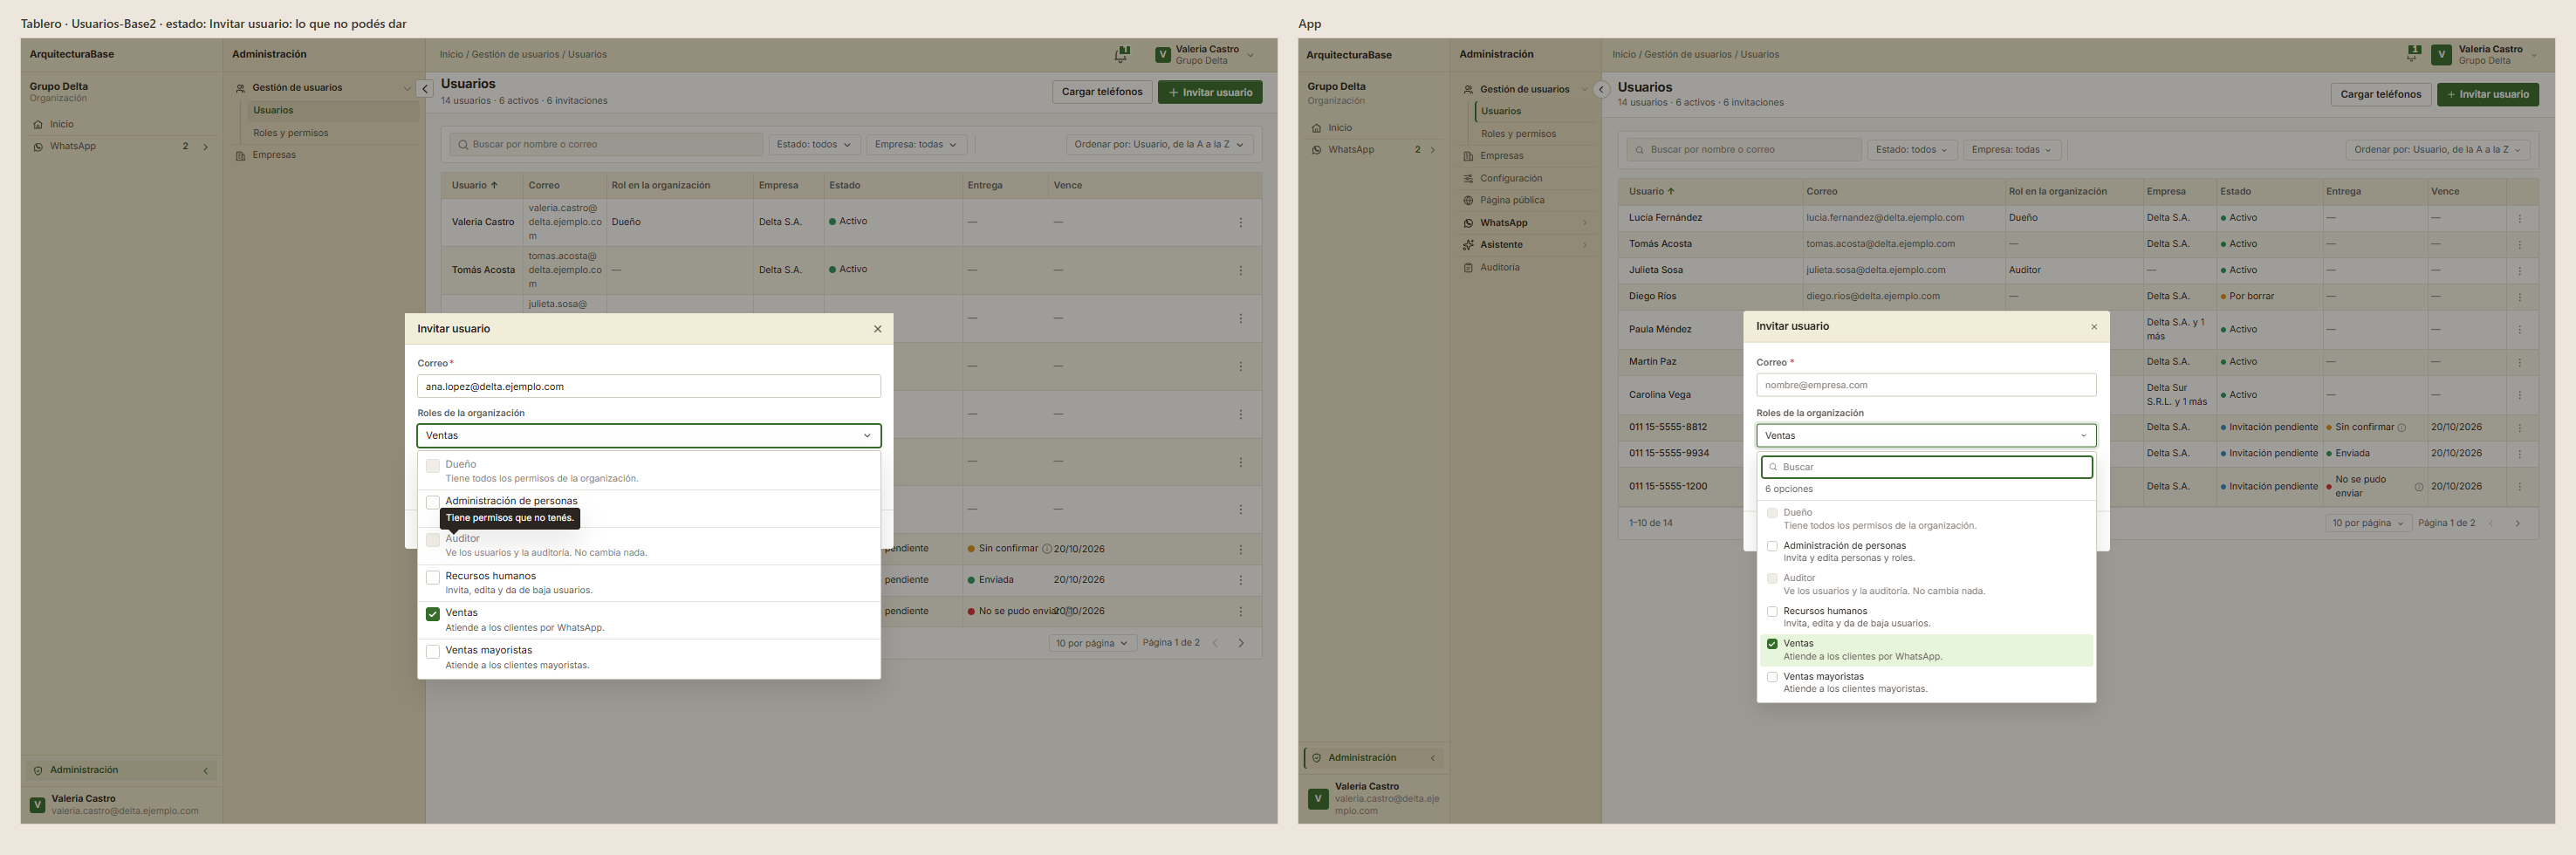 Tablero · Usuarios-Base2 · estado: Invitar usuario: lo que no podés dar
ArquitecturaBase
Administración
Inicio / Gestión de usuarios / Usuarios
1
V
Valeria Castro
Grupo Delta
Grupo Delta
Organización
Inicio
WhatsApp 2
Gestión de usuarios
Usuarios
Roles y permisos
Empresas
Usuarios
14 usuarios · 6 activos · 6 invitaciones
Cargar teléfonos
+ Invitar usuario
Buscar por nombre o correo
Estado: todos
Empresa: todas
Ordenar por: Usuario, de la A a la Z
Usuario ↑ Correo Rol en la organización Empresa Estado Entrega Vence
Valeria Castro valeria.castro@delta.ejemplo.com Dueño Delta S.A. Activo — —
Tomás Acosta tomas.acosta@delta.ejemplo.com — Delta S.A. Activo — —
julieta.sosa@
— —
— —
— —
— —
— —
pendiente Sin confirmar 20/10/2026
pendiente Enviada 20/10/2026
pendiente No se pudo enviar 20/10/2026
10 por página Página 1 de 2
Invitar usuario
Correo *
ana.lopez@delta.ejemplo.com
Roles de la organización
Ventas
Dueño
Tiene todos los permisos de la organización.
Administración de personas
Tiene permisos que no tenés.
Auditor
Ve los usuarios y la auditoría. No cambia nada.
Recursos humanos
Invita, edita y da de baja usuarios.
Ventas
Atiende a los clientes por WhatsApp.
Ventas mayoristas
Atiende a los clientes mayoristas.
Administración
V
Valeria Castro
valeria.castro@delta.ejemplo.com
App
ArquitecturaBase
Administración
Inicio / Gestión de usuarios / Usuarios
1
V
Valeria Castro
Grupo Delta
Grupo Delta
Organización
Inicio
WhatsApp 2
Gestión de usuarios
Usuarios
Roles y permisos
Empresas
Configuración
Página pública
WhatsApp
Asistente
Auditoría
Usuarios
14 usuarios · 6 activos · 6 invitaciones
Cargar teléfonos
+ Invitar usuario
Buscar por nombre o correo
Estado: todos
Empresa: todas
Ordenar por: Usuario, de la A a la Z
Usuario ↑ Correo Rol en la organización Empresa Estado Entrega Vence
Lucía Fernández lucia.fernandez@delta.ejemplo.com Dueño Delta S.A. Activo — —
Tomás Acosta tomas.acosta@delta.ejemplo.com — Delta S.A. Activo — —
Julieta Sosa julieta.sosa@delta.ejemplo.com Auditor — Activo — —
Diego Ríos diego.rios@delta.ejemplo.com — Delta S.A. Por borrar — —
Paula Méndez Delta S.A. y 1 más Activo — —
Martín Paz Delta S.A. Activo — —
Carolina Vega Delta Sur S.R.L. y 1 más Activo — —
011 15-5555-8812 Delta S.A. Invitación pendiente Sin confirmar 20/10/2026
011 15-5555-9934 Delta S.A. Invitación pendiente Enviada 20/10/2026
011 15-5555-1200 Delta S.A. Invitación pendiente No se pudo enviar 20/10/2026
1–10 de 14
10 por página Página 1 de 2
Invitar usuario
Correo *
nombre@empresa.com
Roles de la organización
Ventas
Buscar
6 opciones
Dueño
Tiene todos los permisos de la organización.
Administración de personas
Invita y edita personas y roles.
Auditor
Ve los usuarios y la auditoría. No cambia nada.
Recursos humanos
Invita, edita y da de baja usuarios.
Ventas
Atiende a los clientes por WhatsApp.
Ventas mayoristas
Atiende a los clientes mayoristas.
Administración
V
Valeria Castro
valeria.castro@delta.eje
mplo.com